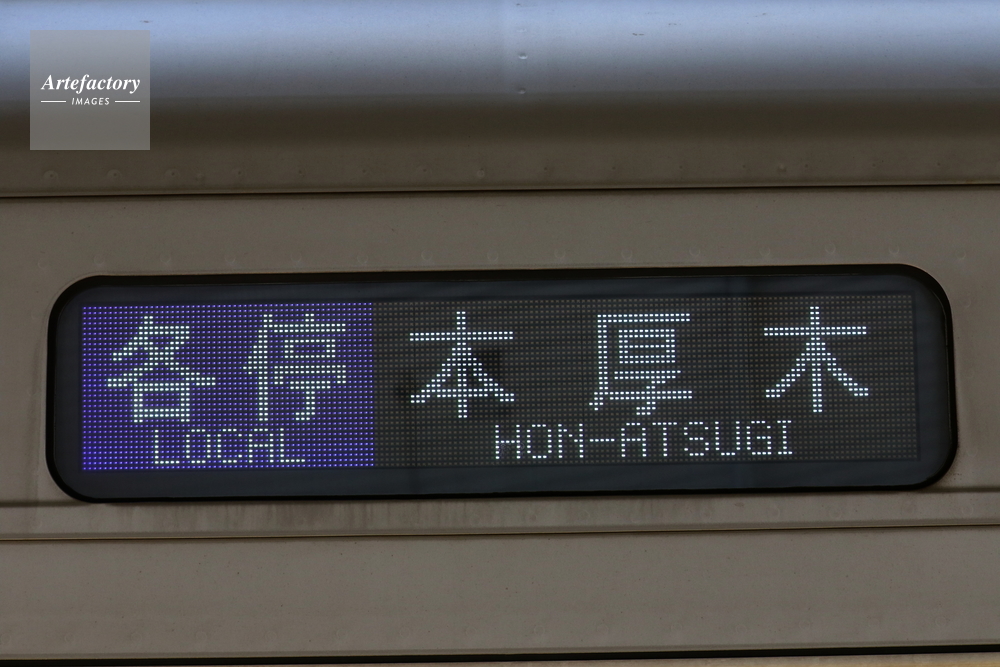 Artefactory
IMAGES
各停 本厚木
LOCAL HON-ATSUGI